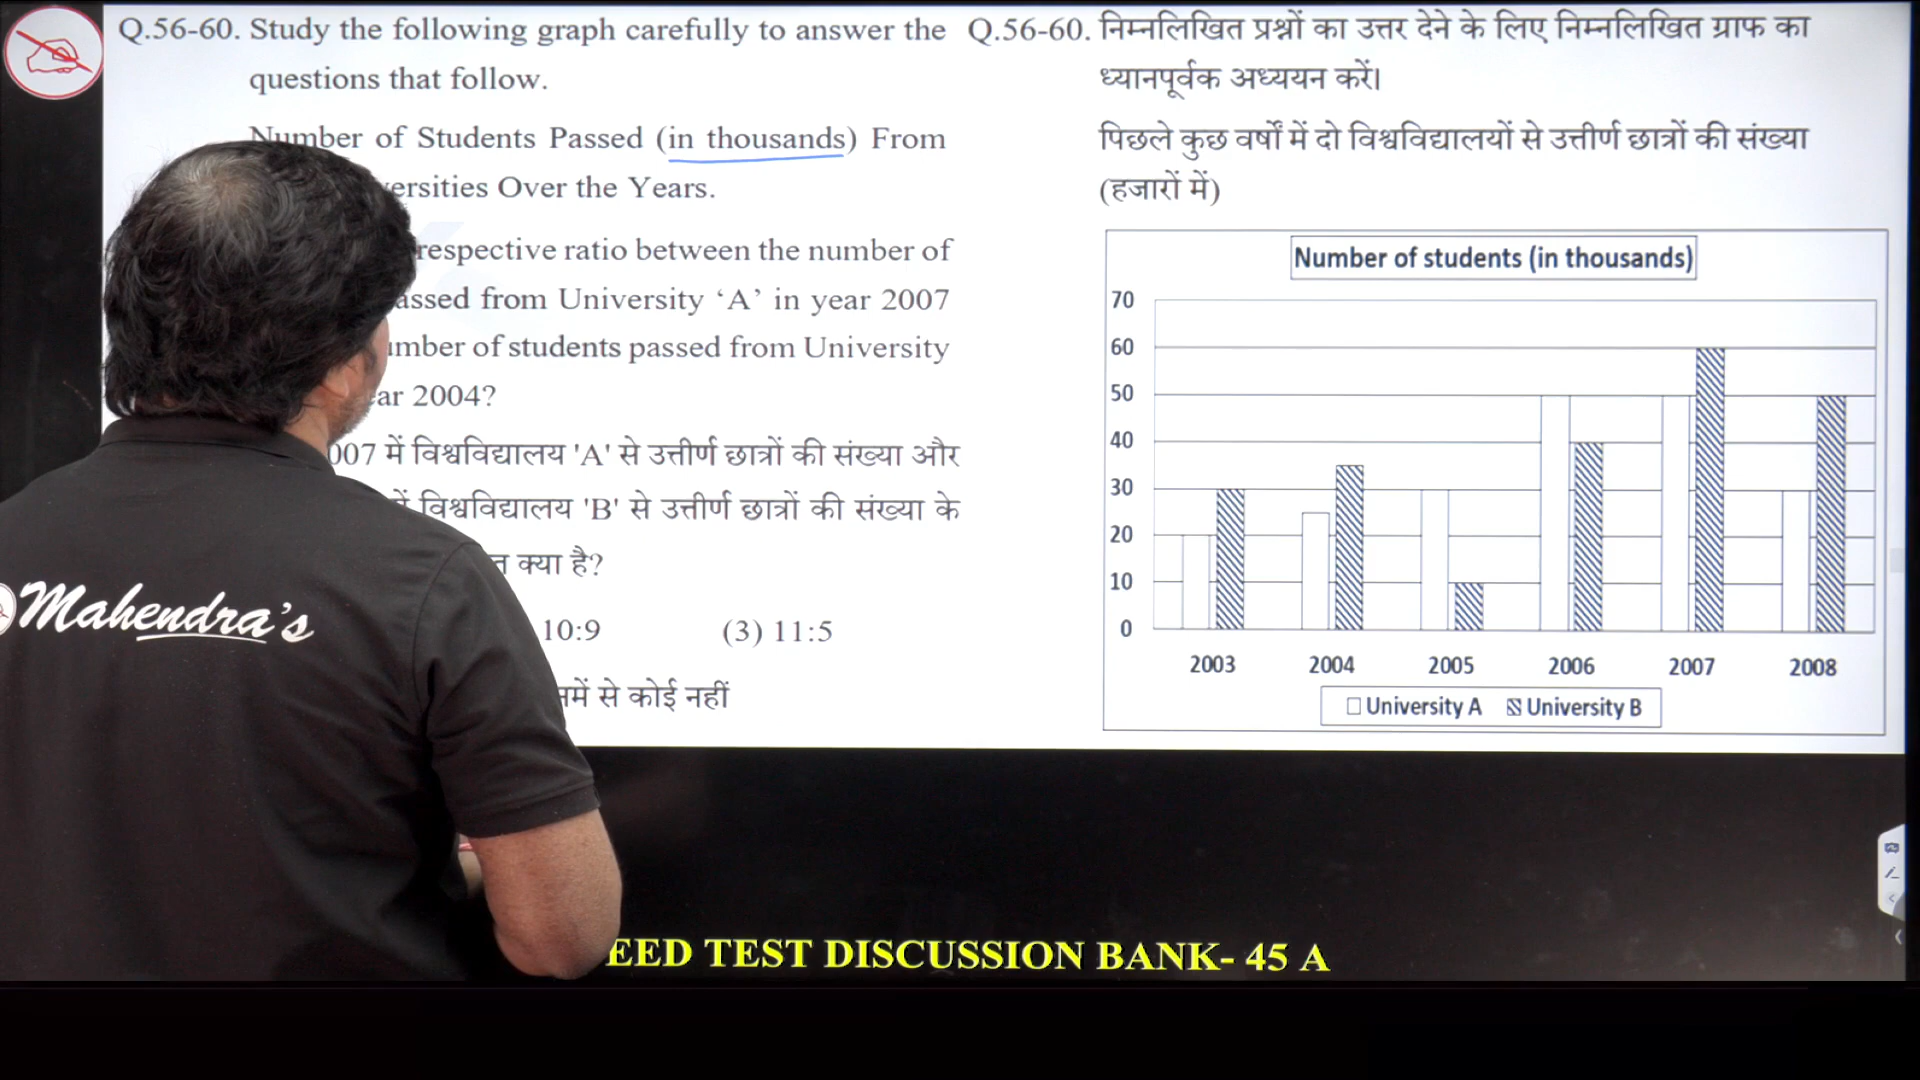 Q.56-60. Study the following graph carefully to answer the
questions that follow.
Number of Students Passed (in thousands) From
Over the Years.
respective ratio between the number of
from University ‘A’ in year 2007
of students passed from University
2004?
में विश्वविद्यालय 'A' से उत्तीर्ण छात्रों की संख्या और
विश्वविद्यालय 'B' से उत्तीर्ण छात्रों की संख्या के
क्या है?
10:9 (3) 11:5
से कोई नहीं
Q.56-60. निम्नलिखित प्रश्नों का उत्तर देने के लिए निम्नलिखित ग्राफ का
ध्यानपूर्वक अध्ययन करें।
पिछले कुछ वर्षों में दो विश्वविद्यालयों से उत्तीर्ण छात्रों की संख्या
(हजारों में)
Number of students (in thousands)
70
60
50
40
30
20
10
0
2003 2004 2005 2006 2007 2008
University A University B
Mahendra's
EED TEST DISCUSSION BANK- 45 A